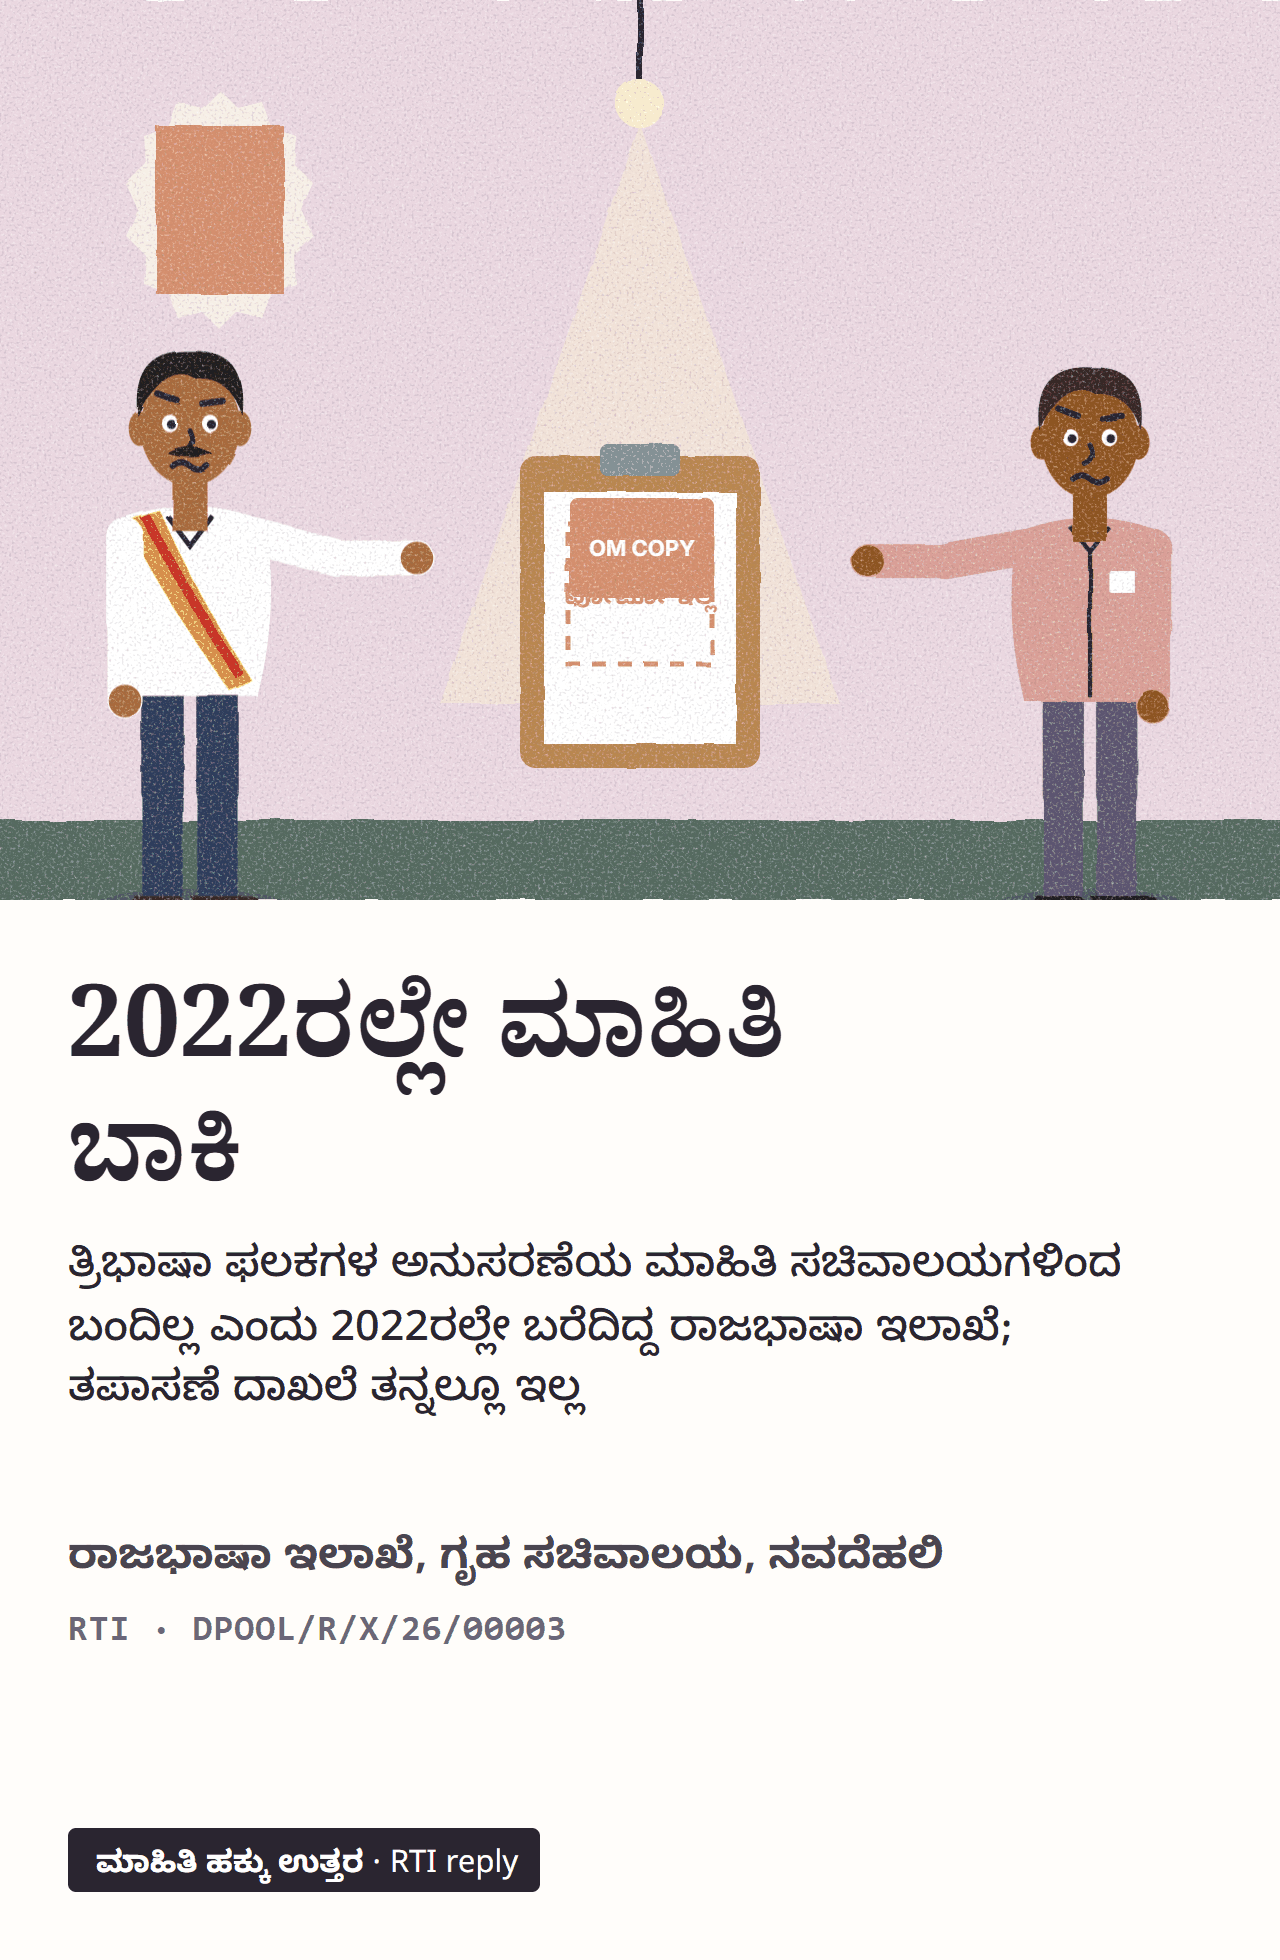 OM COPY
2022ರಲ್ಲೇ ಮಾಹಿತಿ
ಬಾಕಿ
ತ್ರಿಭಾಷಾ ಫಲಕಗಳ ಅನುಸರಣೆಯ ಮಾಹಿತಿ ಸಚಿವಾಲಯಗಳಿಂದ
ಬಂದಿಲ್ಲ ಎಂದು 2022ರಲ್ಲೇ ಬರೆದಿದ್ದ ರಾಜಭಾಷಾ ಇಲಾಖೆ;
ತಪಾಸಣೆ ದಾಖಲೆ ತನ್ನಲ್ಲೂ ಇಲ್ಲ
ರಾಜಭಾಷಾ ಇಲಾಖೆ, ಗೃಹ ಸಚಿವಾಲಯ, ನವದೆಹಲಿ
RTI · DPOOL/R/X/26/00003
ಮಾಹಿತಿ ಹಕ್ಕು ಉತ್ತರ · RTI reply